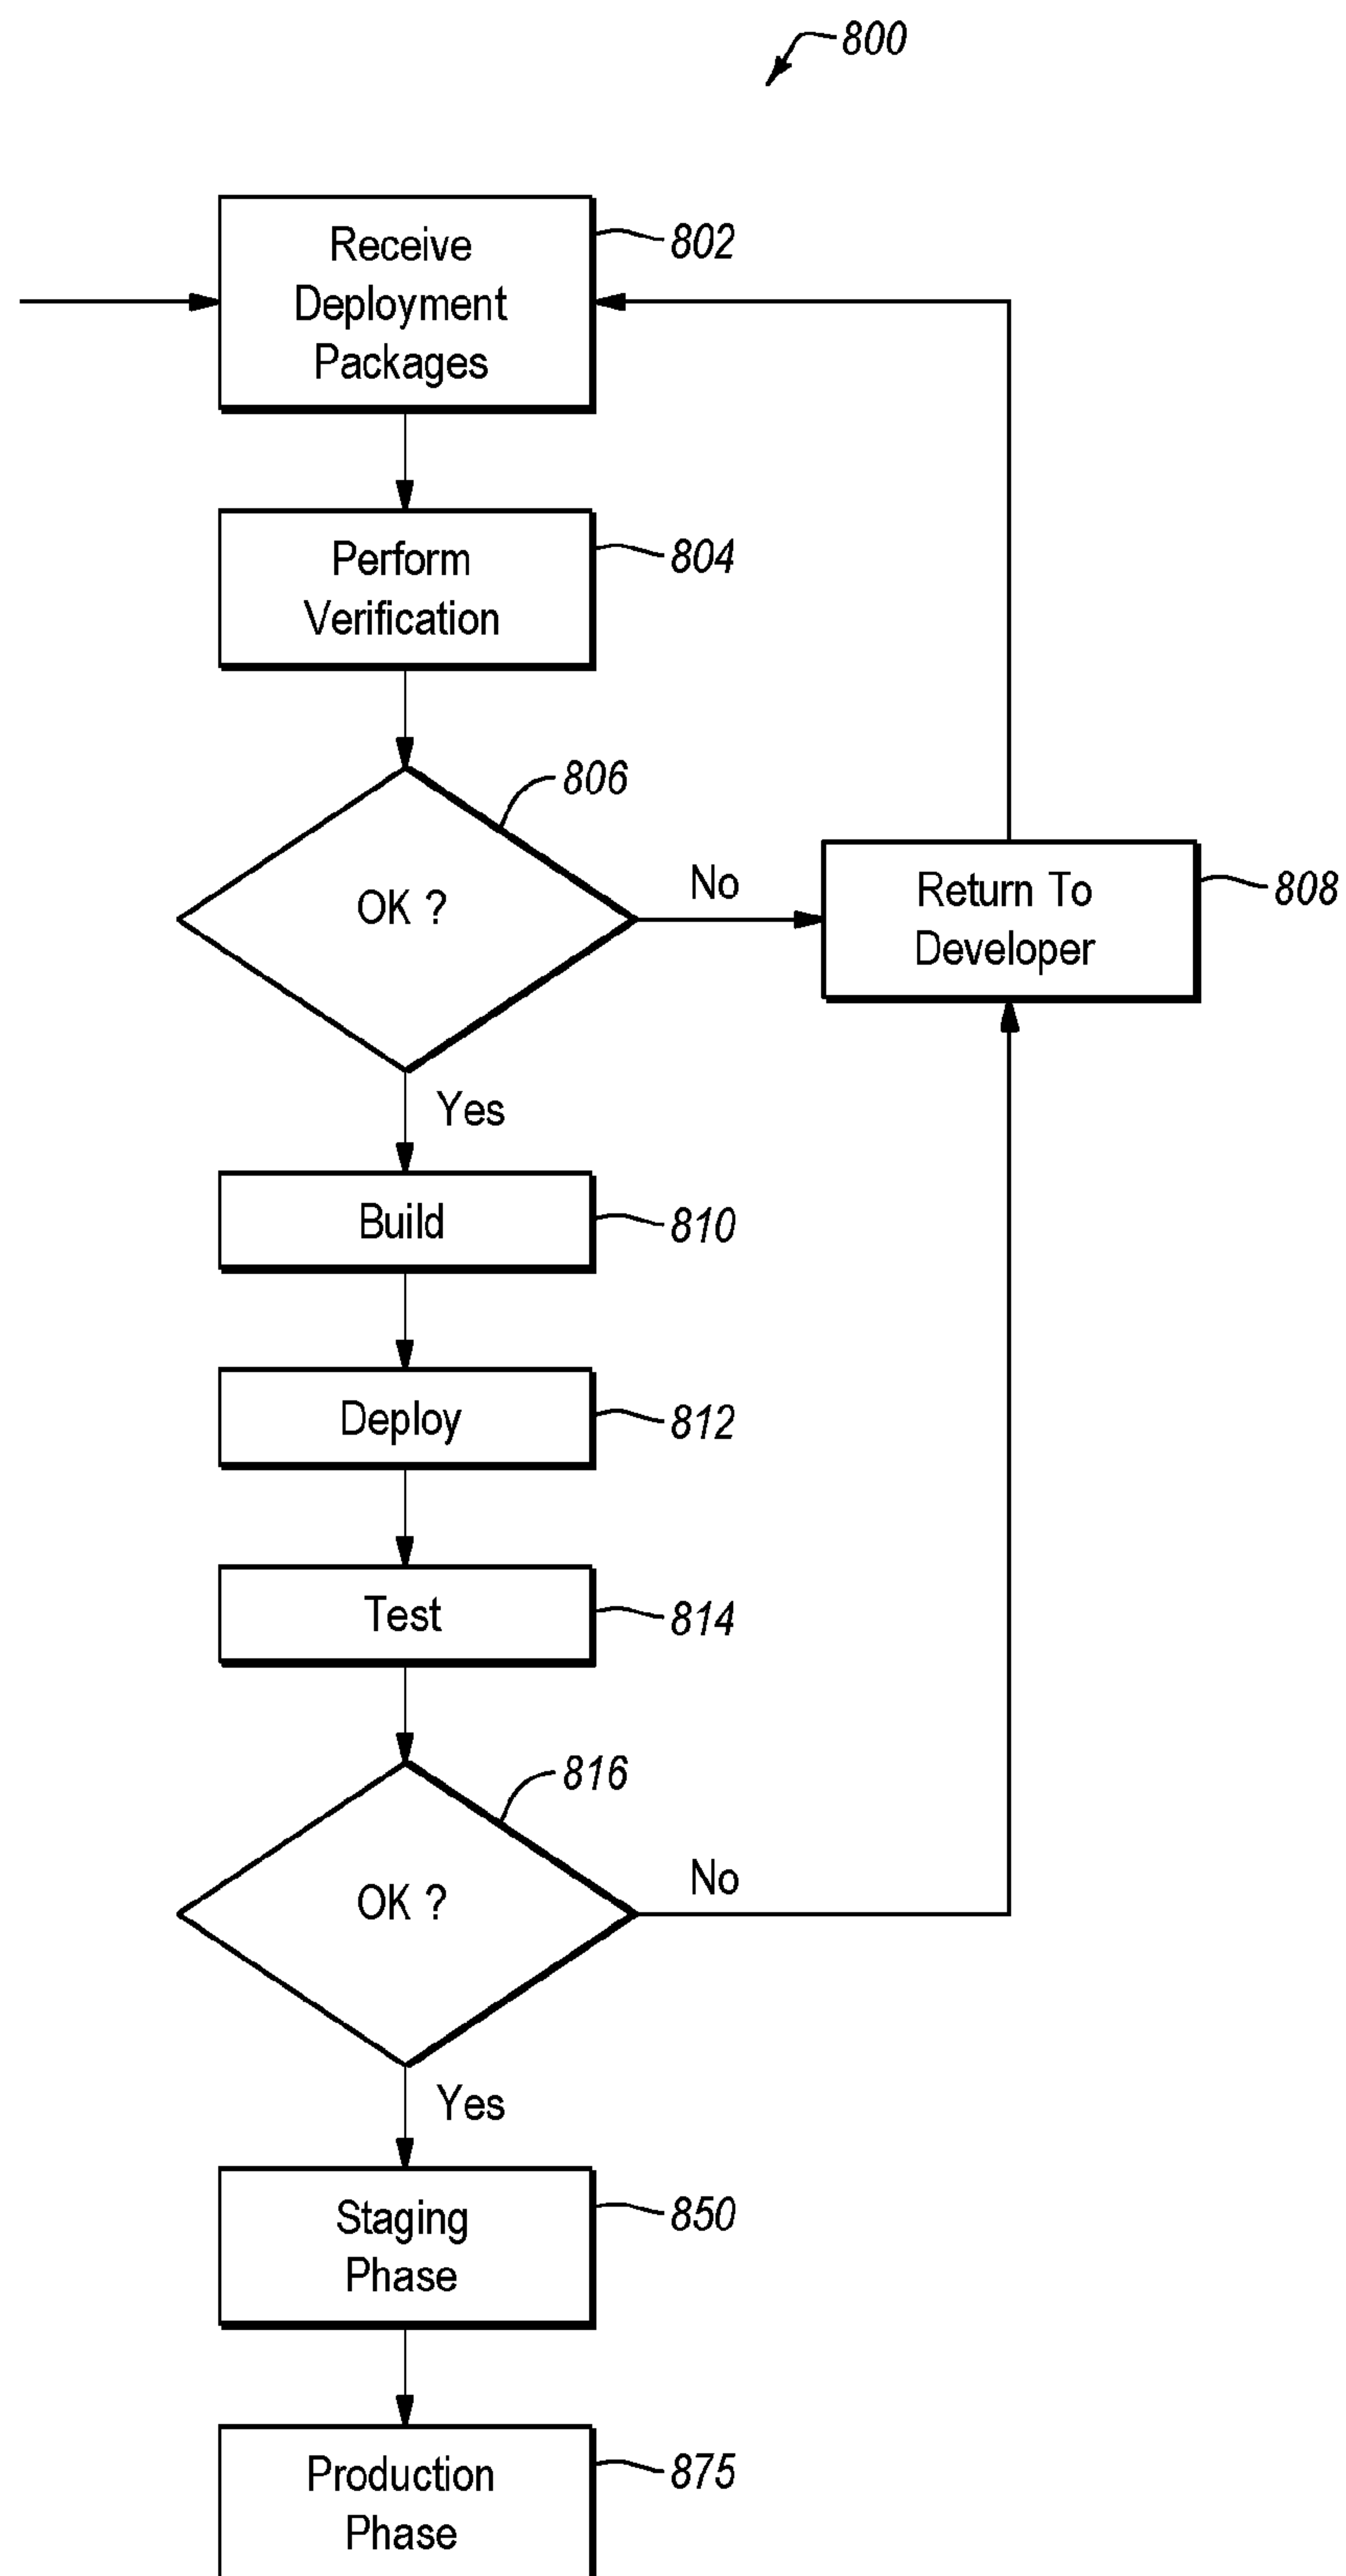 800
Receive
Deployment
Packages
802
Perform
Verification
804
806
OK ?
No
Return To
Developer
808
Yes
Build
810
Deploy
812
Test
814
816
OK ?
No
Yes
Staging
Phase
850
Production
Phase
875